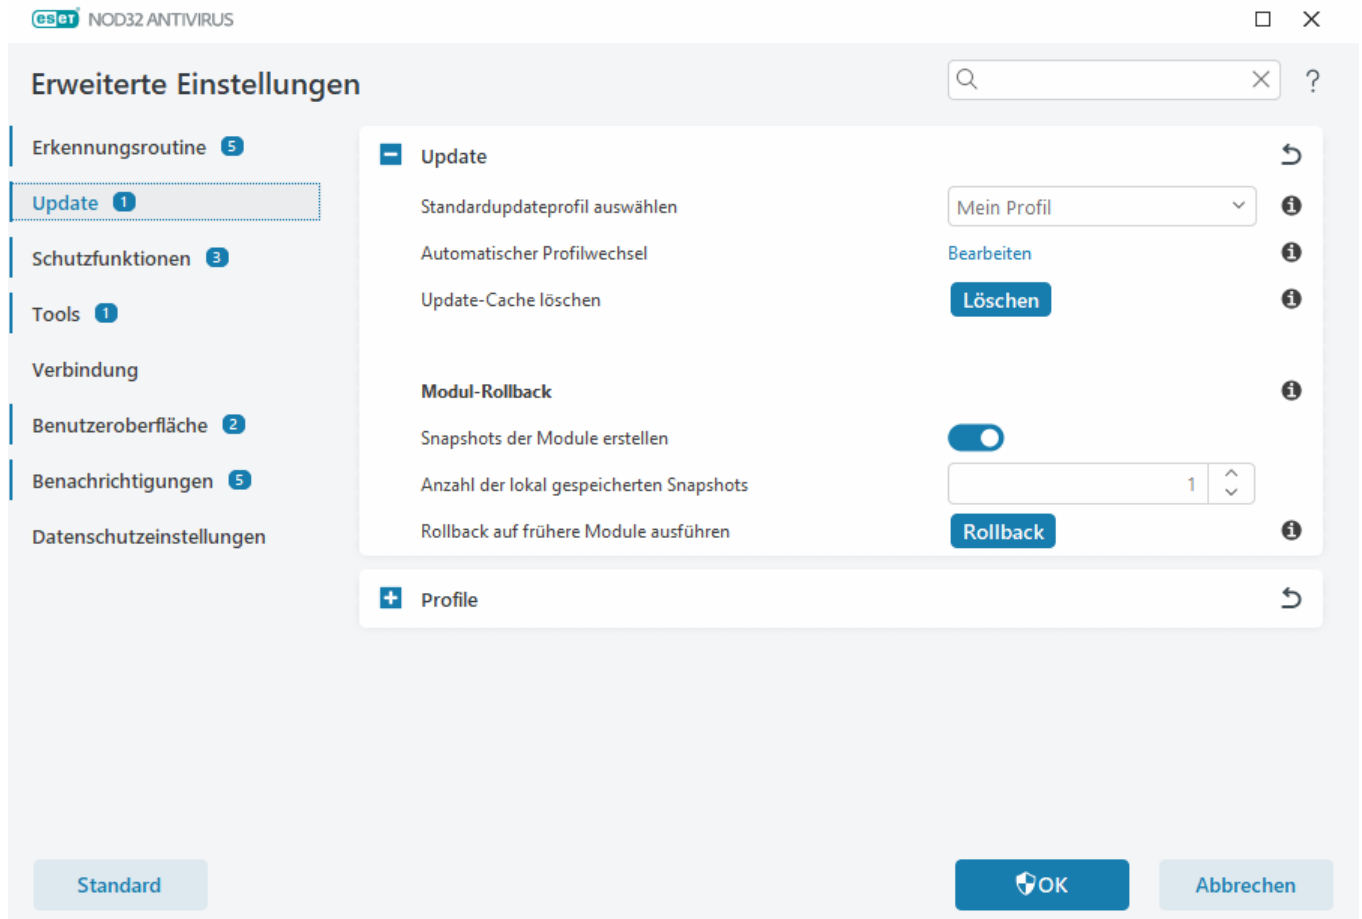 eset NOD32 ANTIVIRUS
Erweiterte Einstellungen
?
Erkennungsroutine 5
Update 1
Schutzfunktionen 3
Tools 1
Verbindung
Benutzeroberfläche 2
Benachrichtigungen 5
Datenschutzeinstellungen
Update
Standardupdateprofil auswählen Mein Profil
Automatischer Profilwechsel Bearbeiten
Update-Cache löschen Löschen
Modul-Rollback
Snapshots der Module erstellen
Anzahl der lokal gespeicherten Snapshots 1
Rollback auf frühere Module ausführen Rollback
Profile
Standard OK Abbrechen